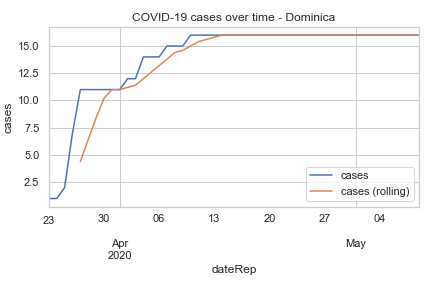 COVID-19 cases over time - Dominica
15.0
12.5
10.0
7.5
5.0
2.5
cases
cases
cases (rolling)
23 30 06 13 20 27 04
Apr May
2020
dateRep